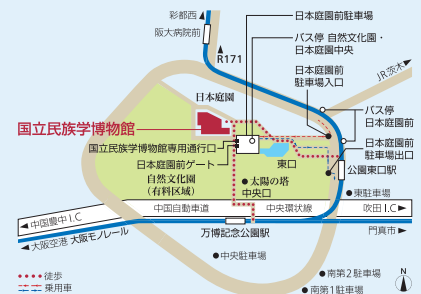 彩都西
阪大病院前
日本庭園前駐車場
バス停 自然文化園・
日本庭園中央
R171
日本庭園前
駐車場入口
JR茨木
日本庭園
国立民族学博物館
バス停
日本庭園前
国立民族学博物館専用通行口
日本庭園前ゲート
日本庭園前
駐車場出口
東口
自然文化園
(有料区域)
太陽の塔
中央口
公園東口駅
東駐車場
中国豊中 I.C
中国自動車道
中央環状線
吹田 I.C
大阪空港 大阪モノレール
万博記念公園駅
門真市
中央駐車場
南第2駐車場
南第1駐車場
徒歩
乗用車
N